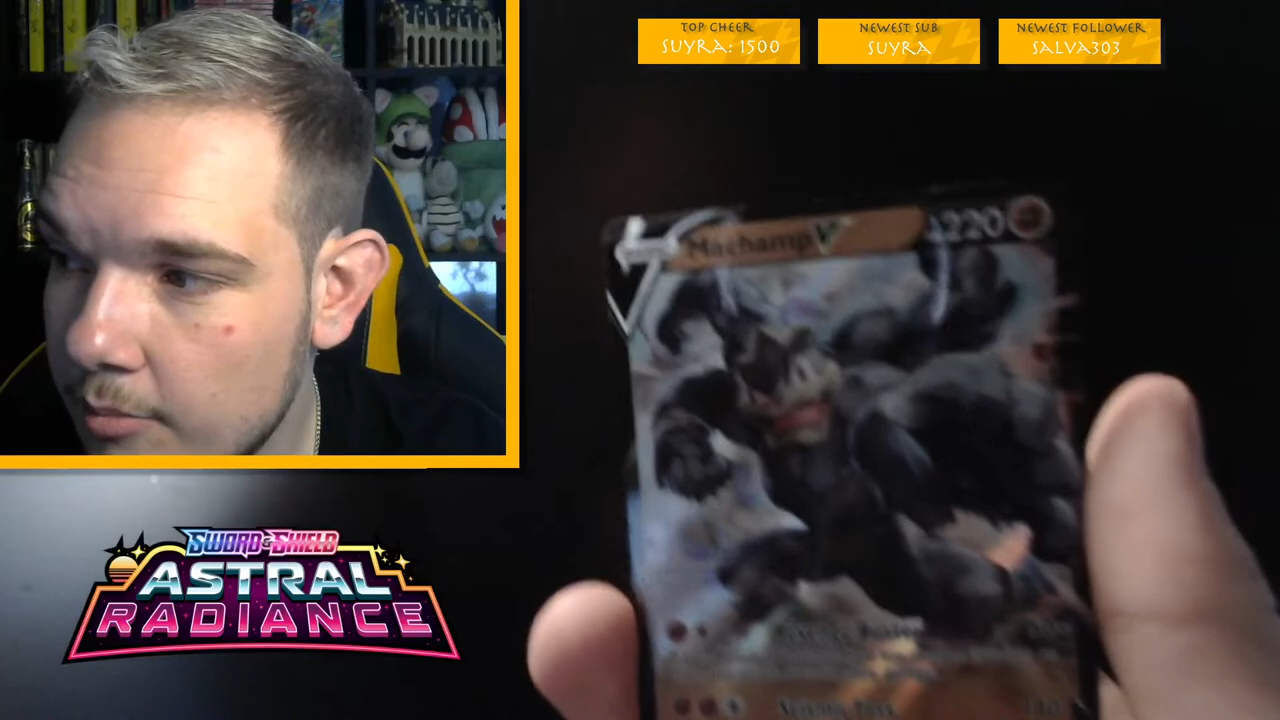 TOP CHEER
SUYRA: 1500
NEWEST SUB
SUYRA
NEWEST FOLLOWER
SALVA303
Machamp V
220
SWORD & SHIELD
ASTRAL
RADIANCE